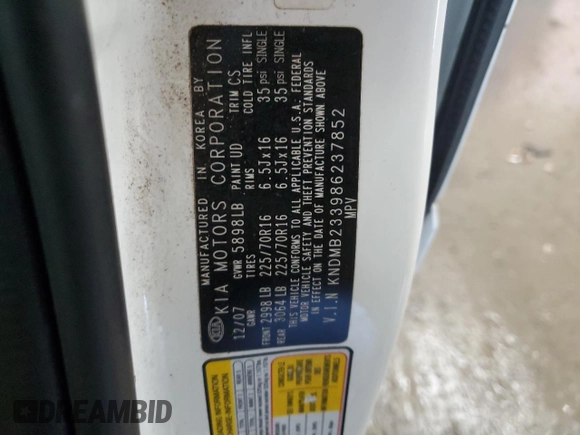 MANUFACTURED IN KOREA BY
KIA MOTORS CORPORATION
12/07 GVWR 5898LB PAINT UD TRIM CS
GAWR TIRES RIMS COLD TIRE INFL
FRONT 2998LB 225/70R16 6.5Jx16 35psi SINGLE
REAR 3064LB 225/70R16 6.5Jx16 35psi SINGLE
THIS VEHICLE CONFORMS TO ALL APPLICABLE U.S.A. FEDERAL
MOTOR VEHICLE SAFETY AND THEFT PREVENTION STANDARDS
IN EFFECT ON THE DATE OF MANUFACTURE SHOWN ABOVE
V.I.N KNDMB233986237852
MPV
DREAMBID